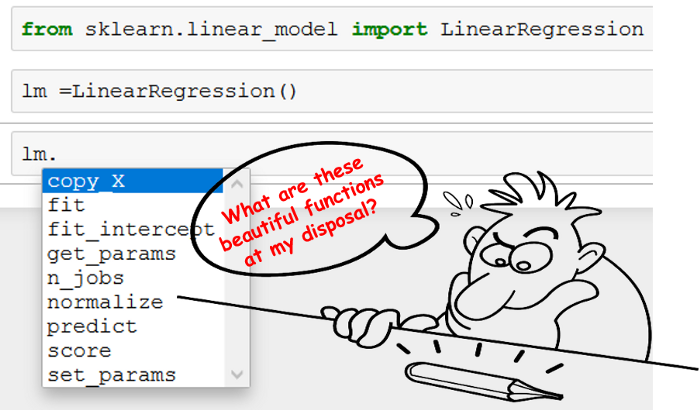 from sklearn.linear_model import LinearRegression
lm =LinearRegression()
lm.
copy_X
fit
fit_intercept
get_params
n_jobs
normalize
predict
score
set_params
What are these
beautiful functions
at my disposal?